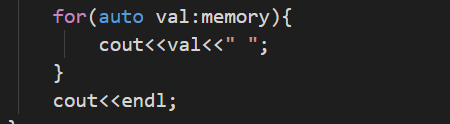 for(auto val:memory){
cout<<val<<" ";
}
cout<<endl;
}